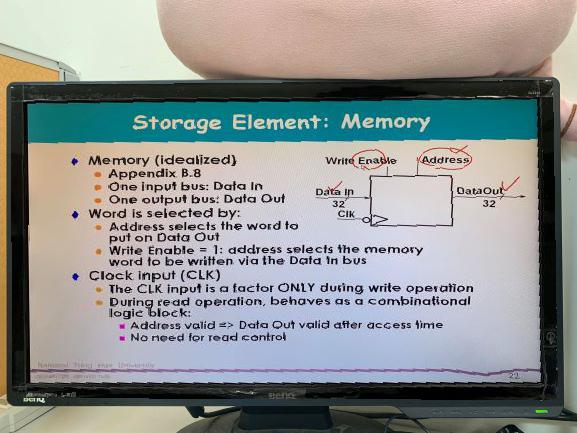 Storage Element: Memory
Memory (idealized)
Appendix B.8
One input bus: Data In
One output bus: Data Out
Word is selected by:
Address selects the word to
put on Data Out
Write Enable = 1: address selects the memory
word to be written via the Data In bus
Clock input (CLK)
The CLK input is a factor ONLY during write operation
During read operation, behaves as a combinational
logic block:
Address valid => Data Out valid after access time
No need for read control
Write Enable
Address
Data In
32
Clk
DataOut
32
National Tsing Hua University
22
BenQ
BenQ